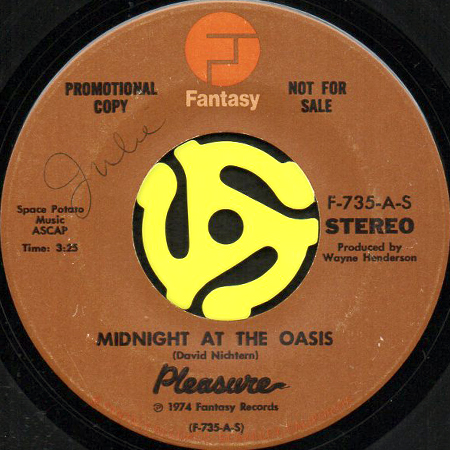 Fantasy
PROMOTIONAL
COPY
NOT FOR
SALE
Julie
Space Potato
Music
ASCAP
Time: 3:25
F-735-A-S
STEREO
Produced by
Wayne Henderson
MIDNIGHT AT THE OASIS
(David Nichtern)
Pleasure
℗ 1974 Fantasy Records
(F-735-A-S)